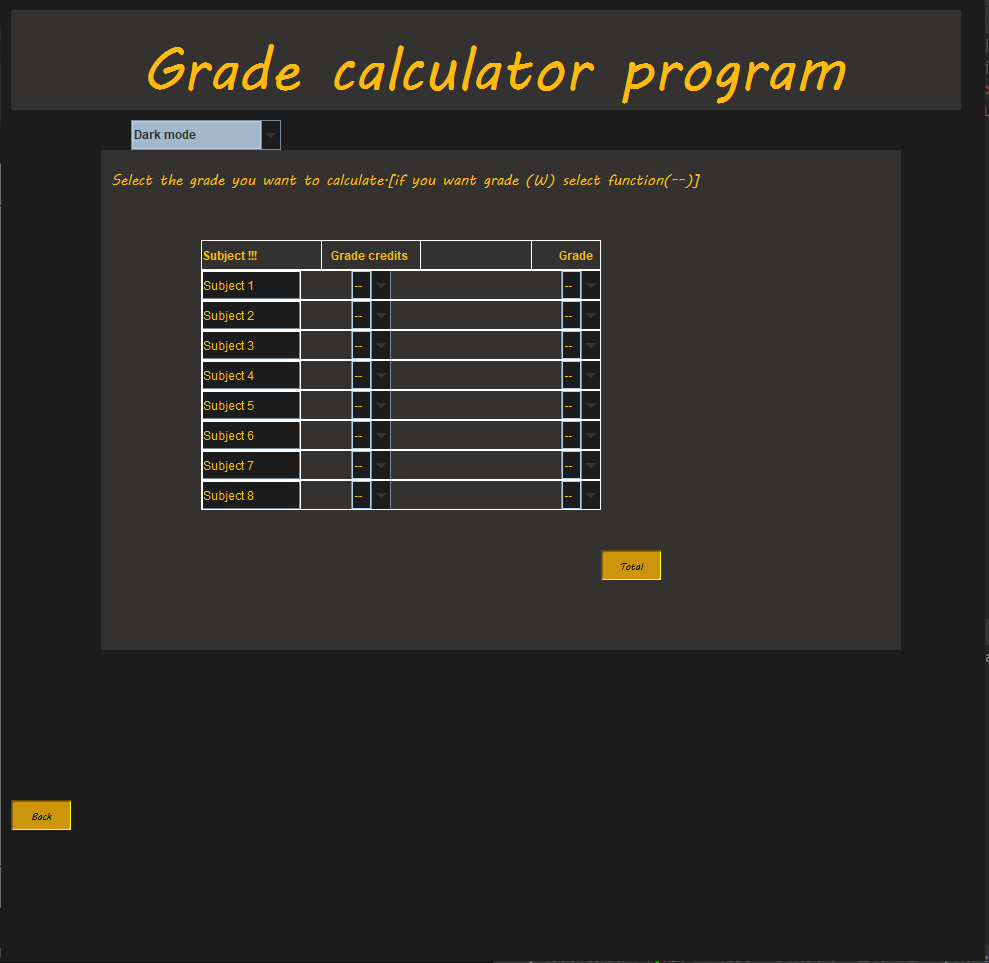 Grade calculator program
Dark mode
Select the grade you want to calculate.[if you want grade (W) select function(--)]
Subject !!! Grade credits Grade
Subject 1 -- --
Subject 2 -- --
Subject 3 -- --
Subject 4 -- --
Subject 5 -- --
Subject 6 -- --
Subject 7 -- --
Subject 8 -- --
Total
Back